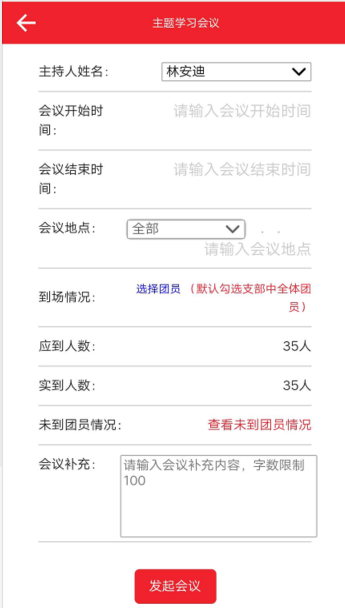 主题学习会议
主持人姓名：
林安迪
会议开始时
间：
请输入会议开始时间
会议结束时
间：
请输入会议结束时间
会议地点：
全部
请输入会议地点
到场情况：
选择团员 （默认勾选支部中全体团
员）
应到人数：
35人
实到人数：
35人
未到团员情况：
查看未到团员情况
会议补充：
请输入会议补充内容，字数限制
100
发起会议